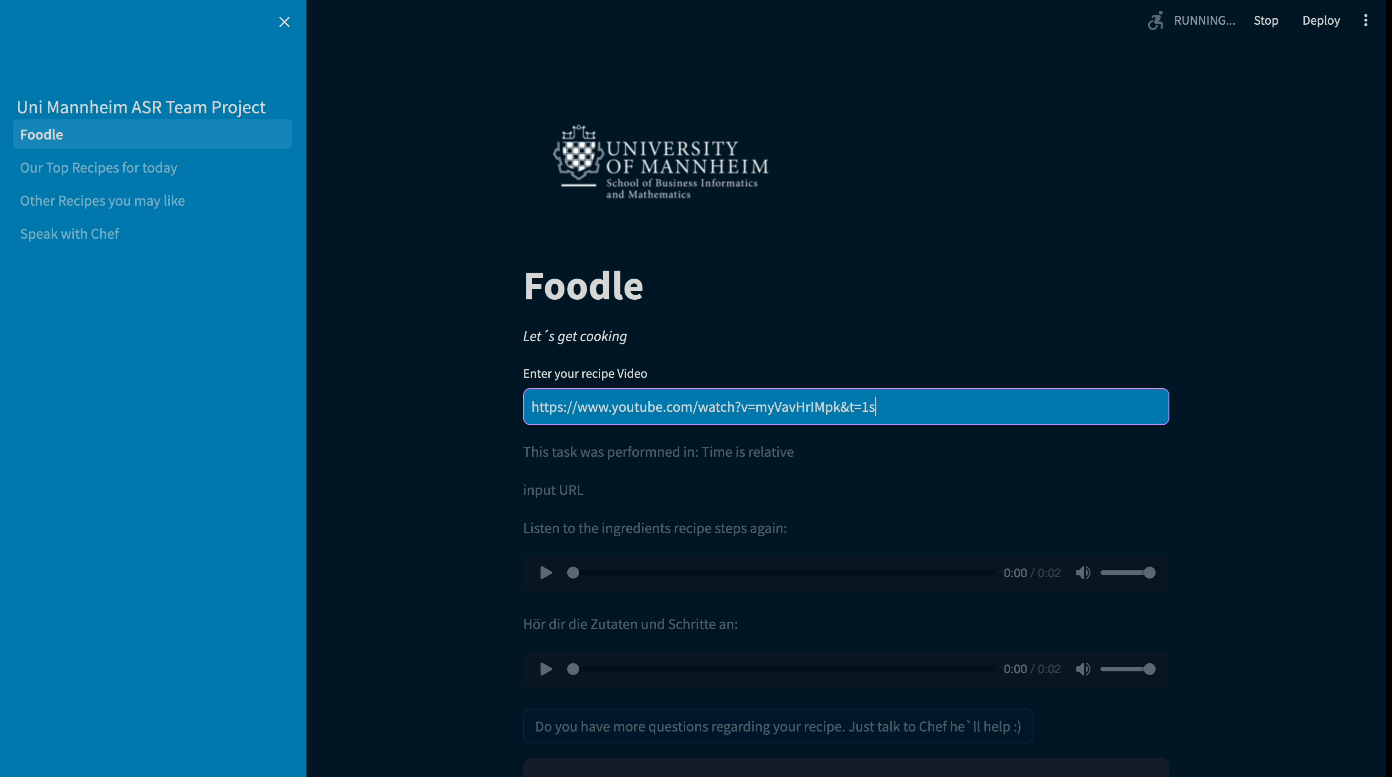 RUNNING...
Stop
Deploy
Uni Mannheim ASR Team Project
Foodle
Our Top Recipes for today
Other Recipes you may like
Speak with Chef
UNIVERSITY
OF MANNHEIM
School of Business Informatics
and Mathematics
Foodle
Let´s get cooking
Enter your recipe Video
https://www.youtube.com/watch?v=myVavHrIMpk&t=1s
This task was performned in: Time is relative
input URL
Listen to the ingredients recipe steps again:
0:00 / 0:02
Hör dir die Zutaten und Schritte an:
0:00 / 0:02
Do you have more questions regarding your recipe. Just talk to Chef he`ll help :)